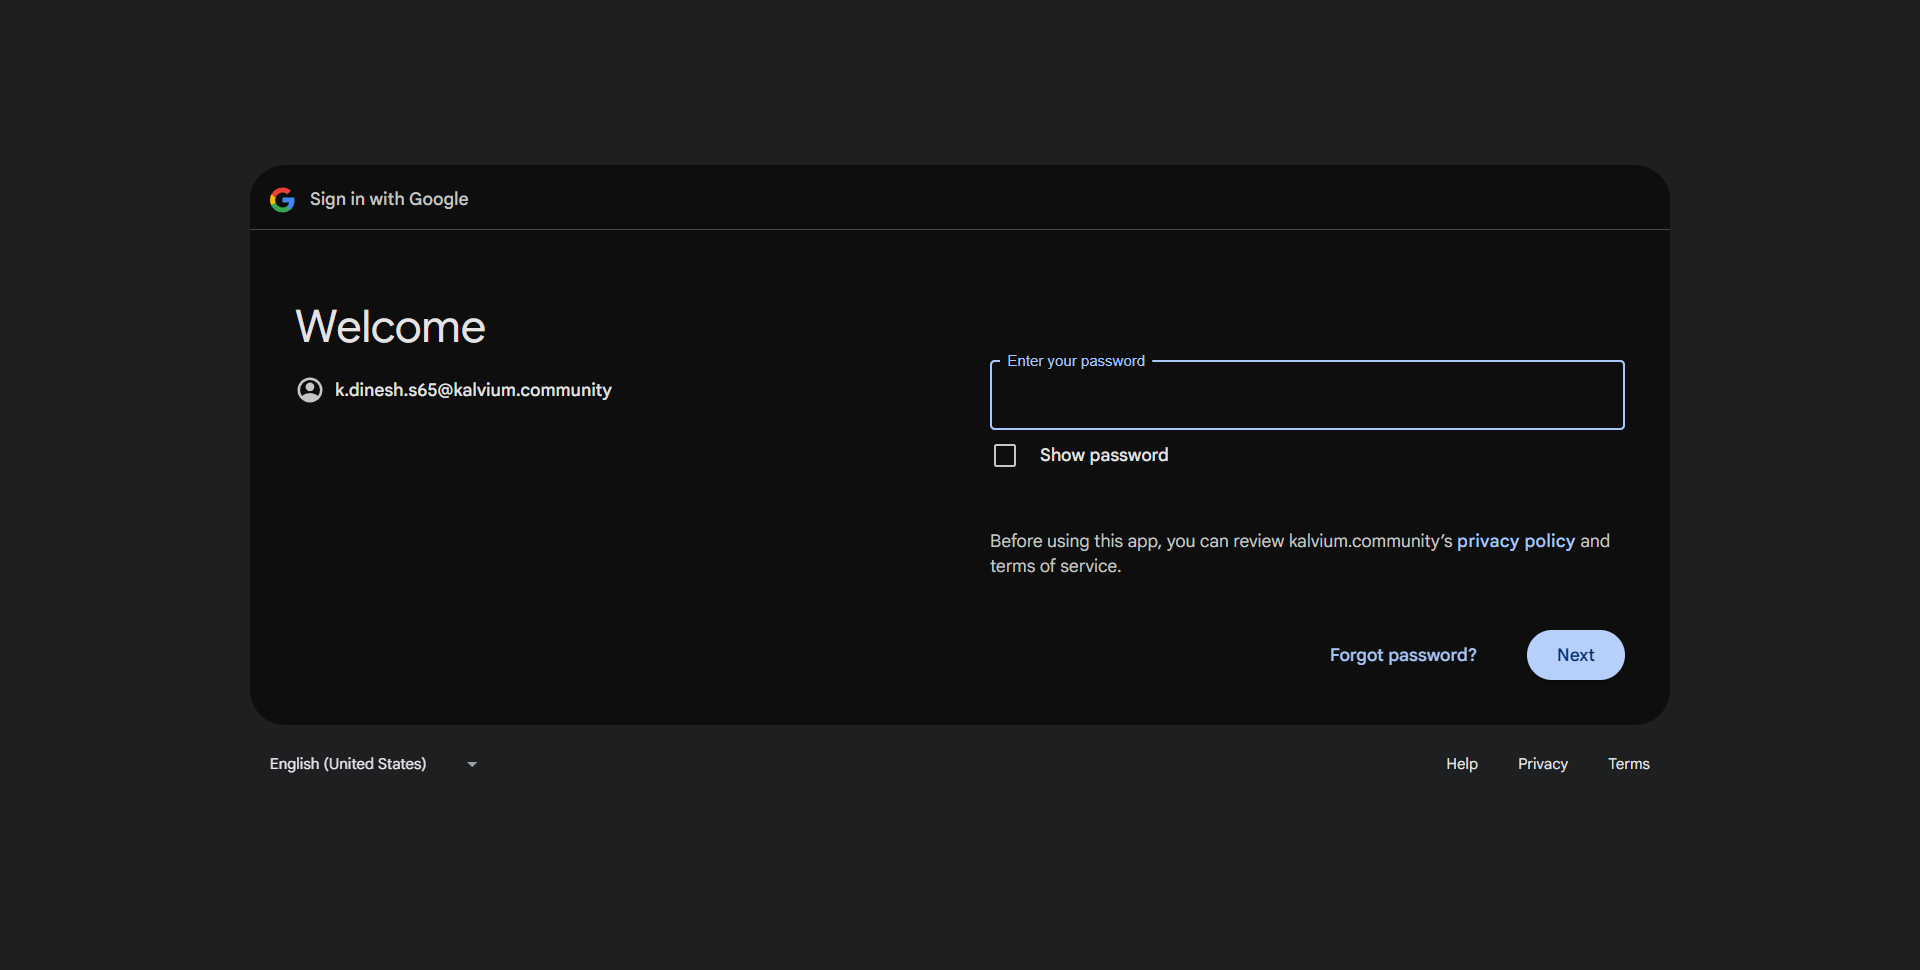 Sign in with Google
Welcome
k.dinesh.s65@kalvium.community
Enter your password
Show password
Before using this app, you can review kalvium.community’s privacy policy and
terms of service.
Forgot password?
Next
English (United States)
Help
Privacy
Terms